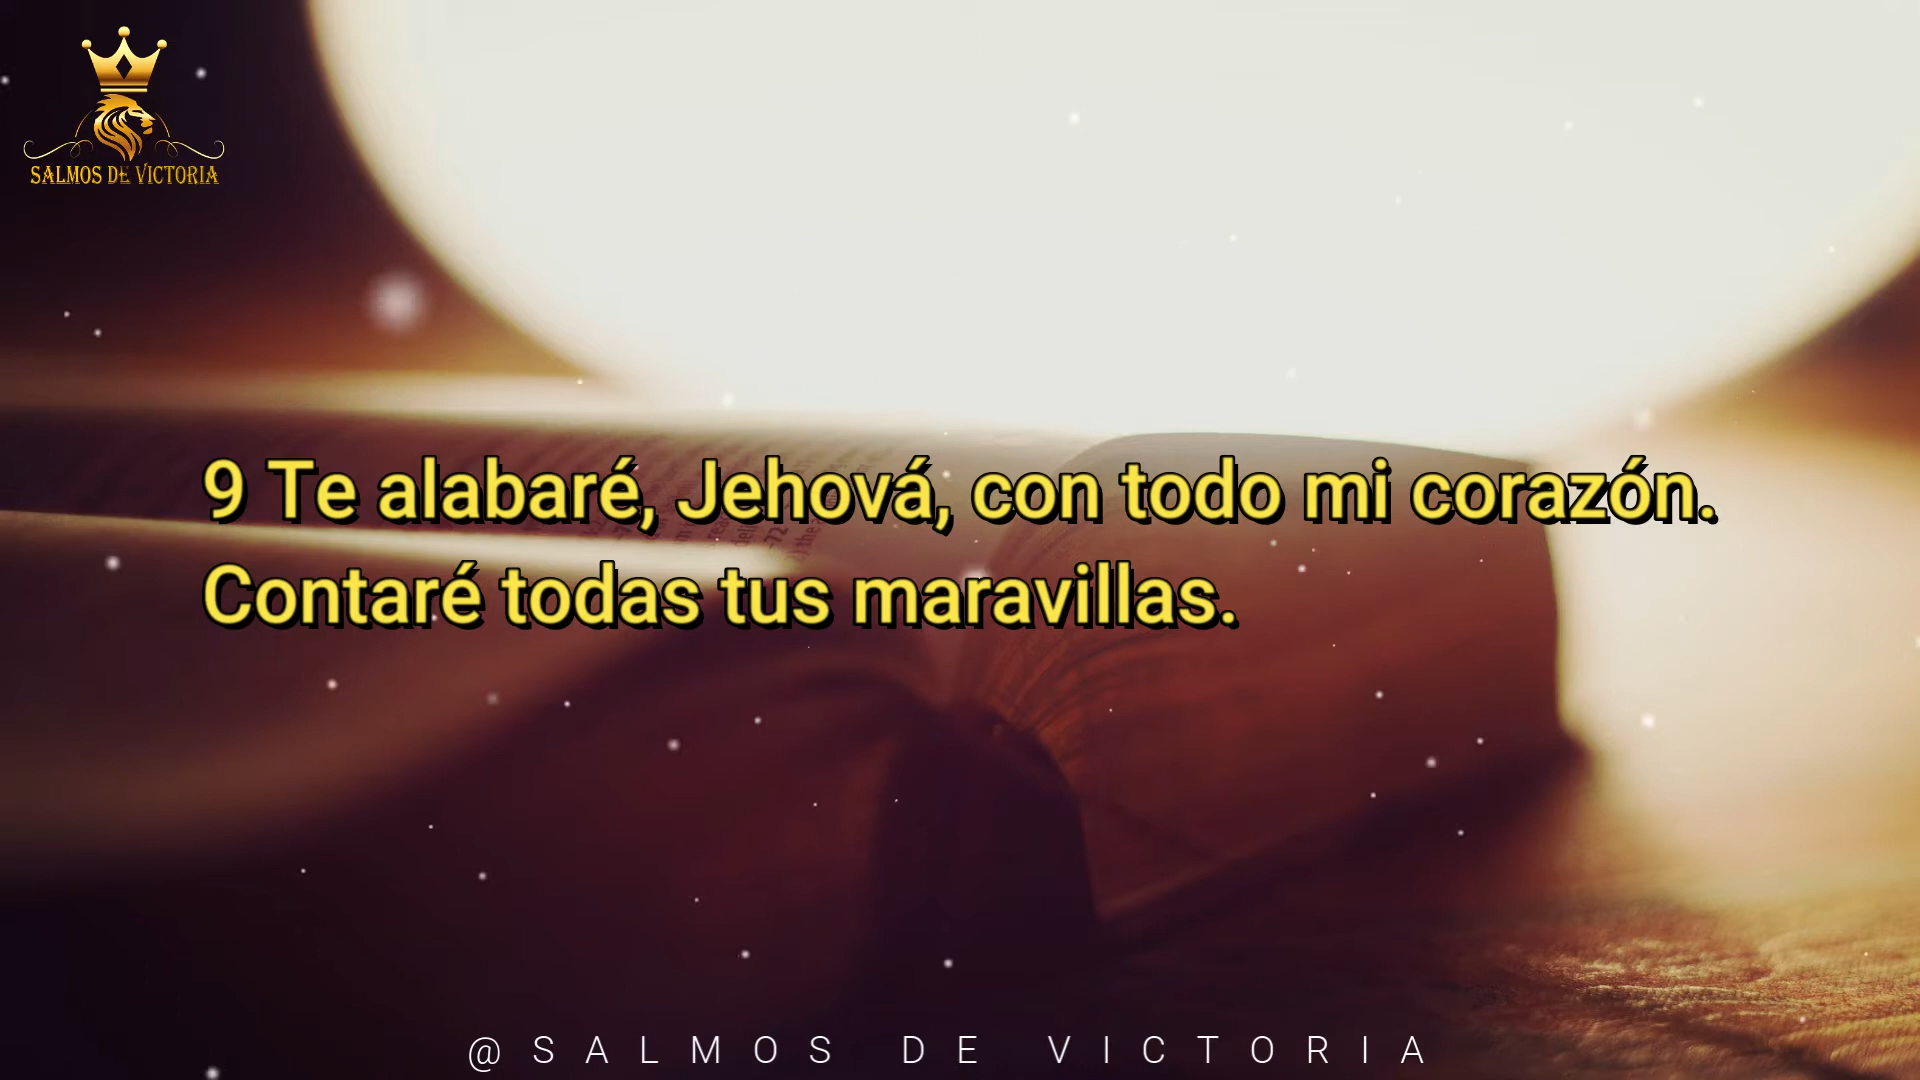 SALMOS DE VICTORIA
9 Te alabaré, Jehová, con todo mi corazón.
Contaré todas tus maravillas.
@SALMOS DE VICTORIA